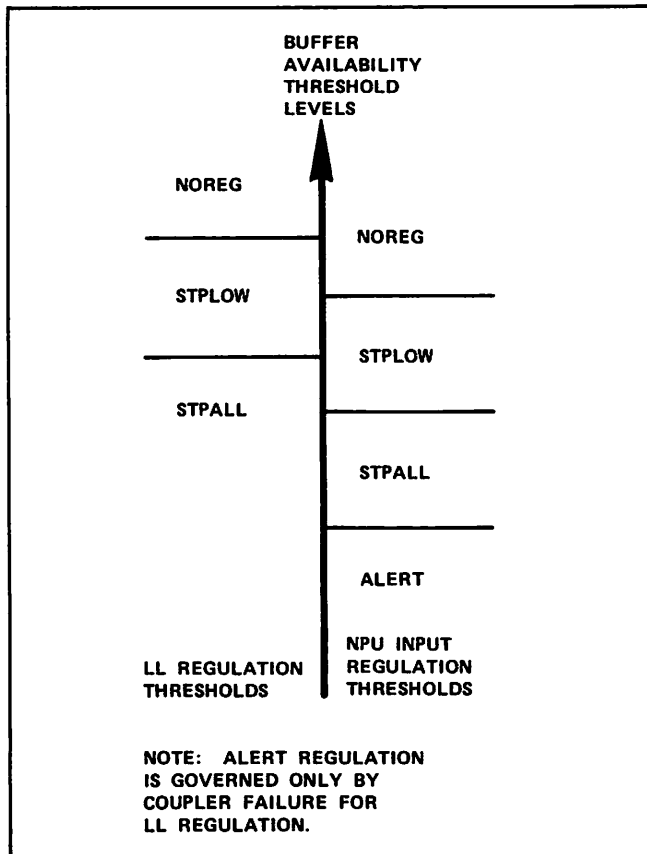 BUFFER
AVAILABILITY
THRESHOLD
LEVELS
NOREG
NOREG
STPLOW
STPLOW
STPALL
STPALL
ALERT
LL REGULATION
THRESHOLDS
NPU INPUT
REGULATION
THRESHOLDS
NOTE: ALERT REGULATION
IS GOVERNED ONLY BY
COUPLER FAILURE FOR
LL REGULATION.